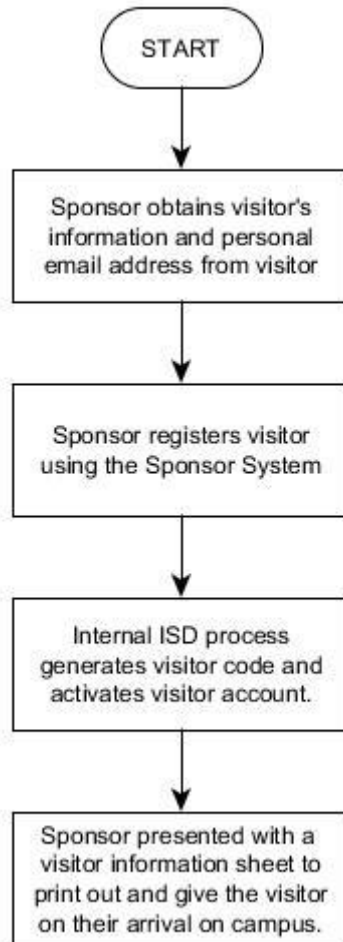 START
Sponsor obtains visitor's
information and personal
email address from visitor
Sponsor registers visitor
using the Sponsor System
Internal ISD process
generates visitor code and
activates visitor account.
Sponsor presented with a
visitor information sheet to
print out and give the visitor
on their arrival on campus.